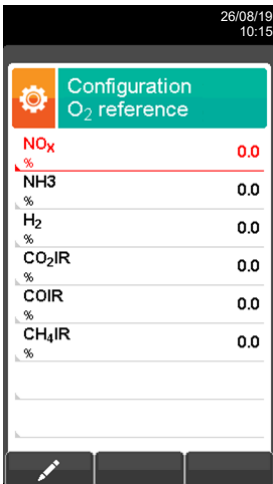 26/08/19
10:15
Configuration
O₂ reference
NOₓ 0.0
%
NH3 0.0
%
H₂ 0.0
%
CO₂IR 0.0
%
COIR 0.0
%
CH₄IR 0.0
%